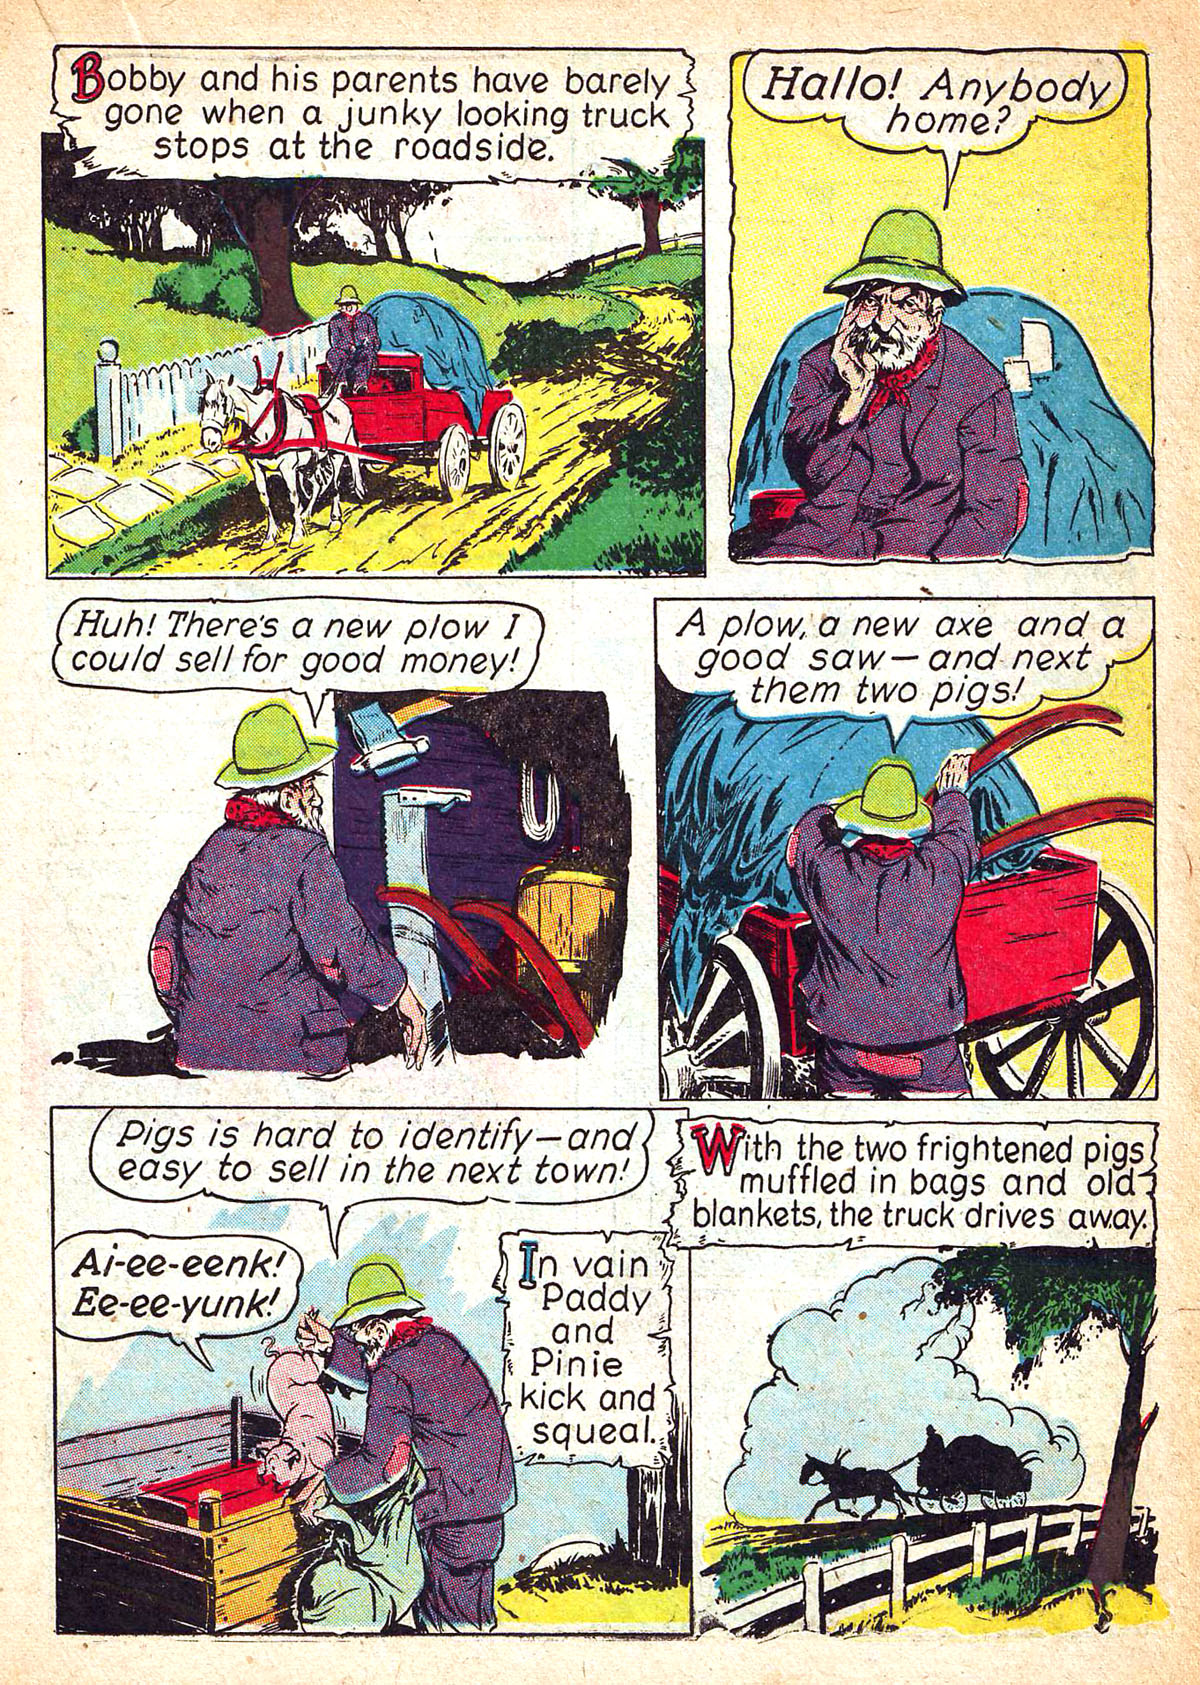 Bobby and his parents have barely
gone when a junky looking truck
stops at the roadside.
Hallo! Anybody
home?
Huh! There's a new plow I
could sell for good money!
A plow, a new axe and a
good saw—and next
them two pigs!
Pigs is hard to identify—and
easy to sell in the next town!
Ai-ee-eenk!
Ee-ee-yunk!
In vain
Paddy
and
Pinie
kick and
squeal.
With the two frightened pigs
muffled in bags and old
blankets, the truck drives away.